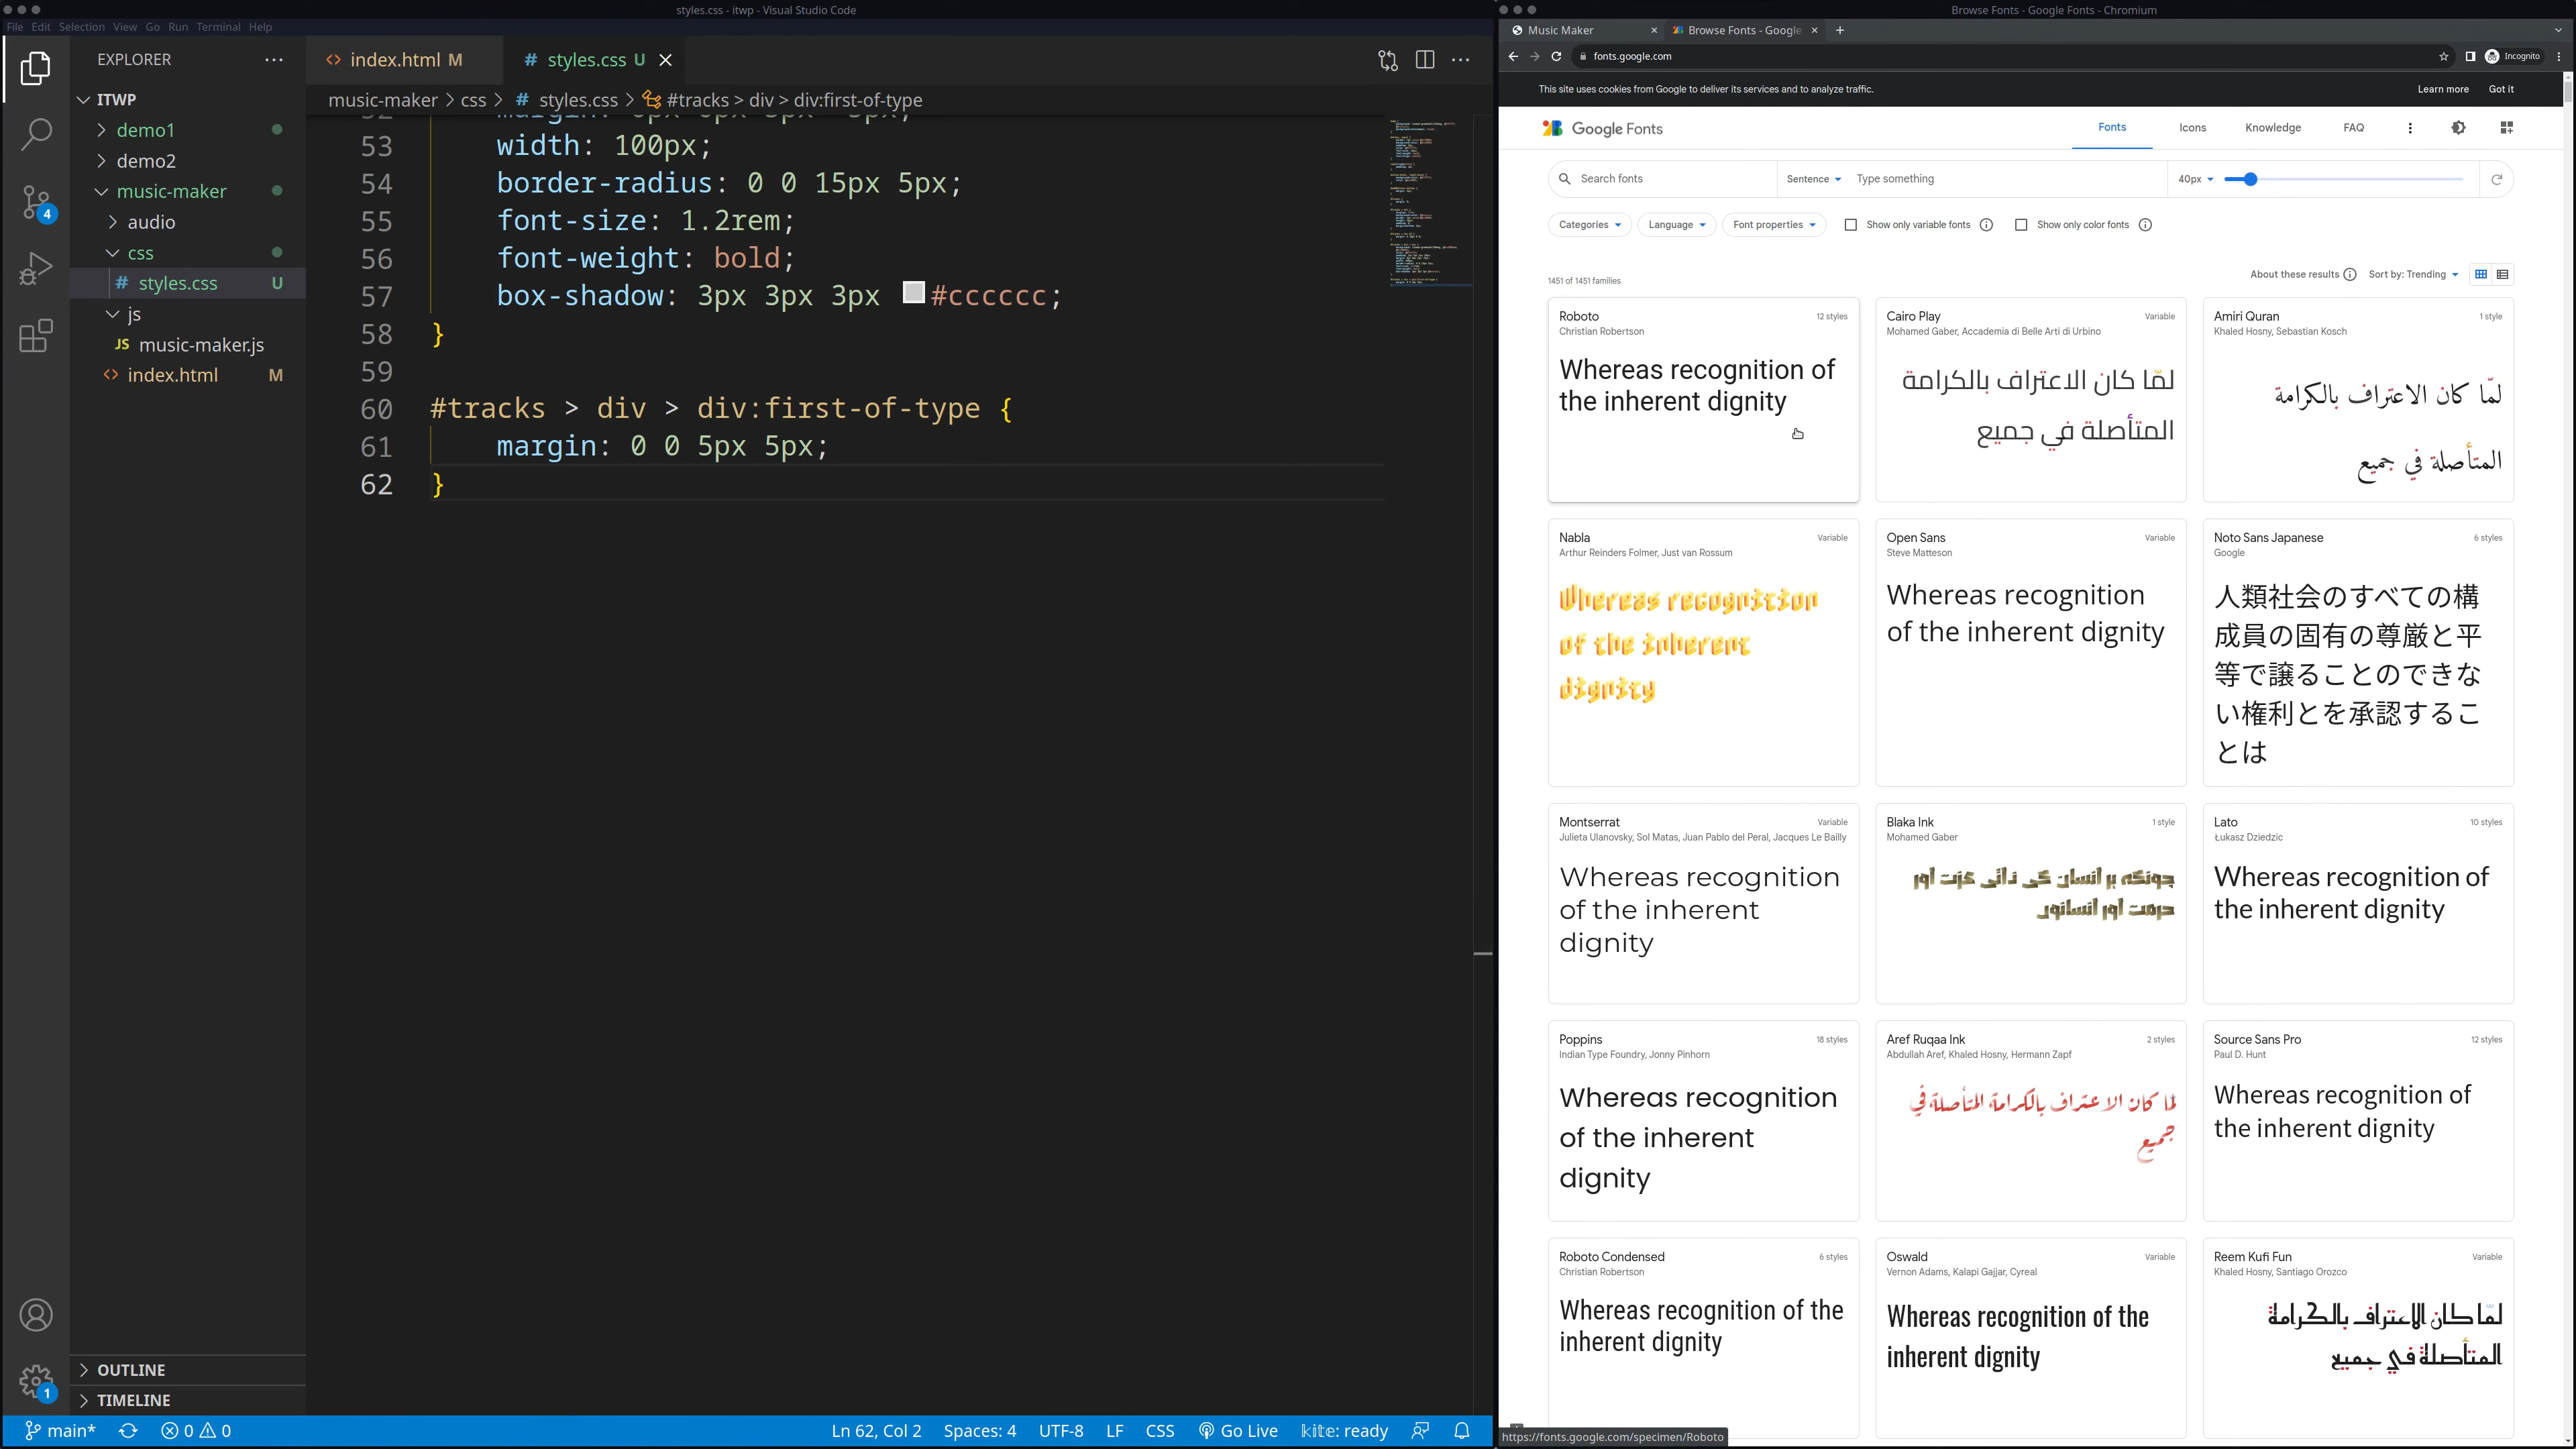 styles.css - itwp - Visual Studio Code
File Edit Selection View Go Run Terminal Help
EXPLORER
ITWP
demo1
demo2
music-maker
audio
css
# styles.css U
js
JS music-maker.js
<> index.html M
OUTLINE
TIMELINE
4
1
<> index.html M
# styles.css U
music-maker > css > # styles.css > #tracks > div > div:first-of-type
53 width: 100px;
54 border-radius: 0 0 15px 5px;
55 font-size: 1.2rem;
56 font-weight: bold;
57 box-shadow: 3px 3px 3px #cccccc;
58 }
59
60 #tracks > div > div:first-of-type {
61 margin: 0 0 5px 5px;
62 }
main* 0 0
Ln 62, Col 2 Spaces: 4 UTF-8 LF CSS Go Live kite: ready
Browse Fonts - Google Fonts - Chromium
Music Maker
Browse Fonts - Google
fonts.google.com
Incognito
This site uses cookies from Google to deliver its services and to analyze traffic.
Learn more Got it
Google Fonts
Fonts Icons Knowledge FAQ
Search fonts
Sentence
Type something
40px
Categories Language Font properties Show only variable fonts Show only color fonts
1451 of 1451 families
About these results Sort by: Trending
Roboto
12 styles
Christian Robertson
Whereas recognition of
the inherent dignity
Cairo Play
Variable
Mohamed Gaber, Accademia di Belle Arti di Urbino
لمّا كان الاعتراف بالكرامة
المتأصلة في جميع
Amiri Quran
1 style
Khaled Hosny, Sebastian Kosch
لمّا كان الاعتراف بالكرامة
المتأصلة في جميع
Nabla
Variable
Arthur Reinders Folmer, Just van Rossum
Whereas recognition
of the inherent
dignity
Open Sans
Variable
Steve Matteson
Whereas recognition
of the inherent dignity
Noto Sans Japanese
6 styles
Google
人類社会のすべての構
成員の固有の尊厳と平
等で譲ることのできな
い権利とを承認するこ
とは
Montserrat
Variable
Julieta Ulanovsky, Sol Matas, Juan Pablo del Peral, Jacques Le Bailly
Whereas recognition
of the inherent
dignity
Blaka Ink
1 style
Mohamed Gaber
چونکہ ہر انسان کی ذاتی عزت اور
حرمت اور انسانوں
Lato
10 styles
Łukasz Dziedzic
Whereas recognition of
the inherent dignity
Poppins
18 styles
Indian Type Foundry, Jonny Pinhorn
Whereas recognition
of the inherent
dignity
Aref Ruqaa Ink
2 styles
Abdullah Aref, Khaled Hosny, Hermann Zapf
لمّا كان الاعتراف بالكرامة المتأصلة في
جميع
Source Sans Pro
12 styles
Paul D. Hunt
Whereas recognition of
the inherent dignity
Roboto Condensed
6 styles
Christian Robertson
Whereas recognition of the
inherent dignity
Oswald
Variable
Vernon Adams, Kalapi Gajjar, Cyreal
Whereas recognition of the
inherent dignity
Reem Kufi Fun
Variable
Khaled Hosny, Santiago Orozco
لمّا كان الاعتراف بالكرامة
المتأصلة في جميع
https://fonts.google.com/specimen/Roboto